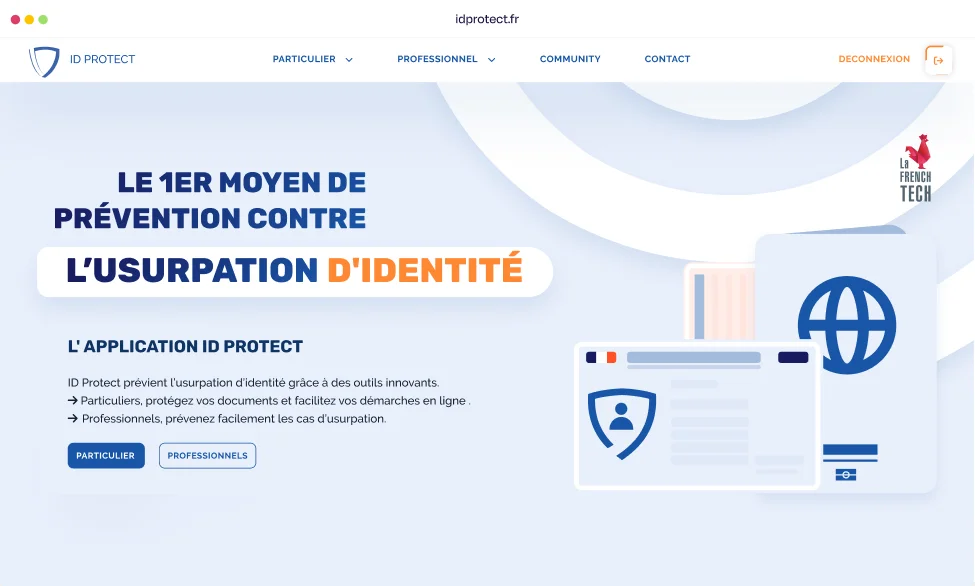 idprotect.fr
ID PROTECT
PARTICULIER
PROFESSIONNEL
COMMUNITY
CONTACT
DECONNEXION
La
FRENCH
TECH
LE 1ER MOYEN DE
PRÉVENTION CONTRE
L’USURPATION D'IDENTITÉ
L' APPLICATION ID PROTECT
ID Protect prévient l’usurpation d’identité grâce à des outils innovants.
→ Particuliers, protégez vos documents et facilitez vos démarches en ligne .
→ Professionnels, prévenez facilement les cas d’usurpation.
PARTICULIER
PROFESSIONNELS